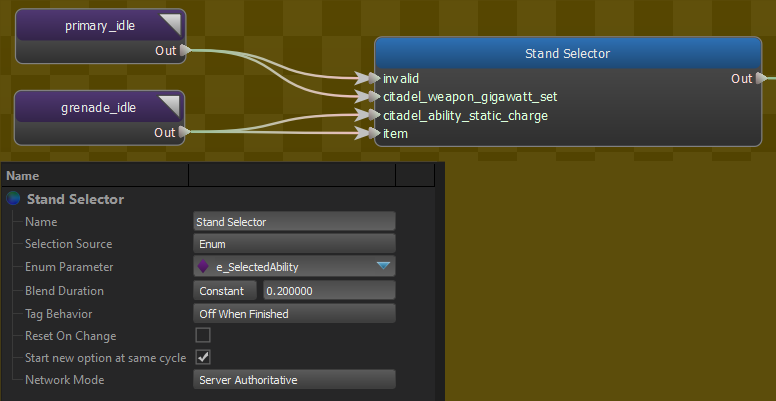 primary_idle
Out
grenade_idle
Out
Stand Selector
invalid
Out
citadel_weapon_gigawatt_set
citadel_ability_static_charge
item
Name
Stand Selector
Name Stand Selector
Selection Source Enum
Enum Parameter e_SelectedAbility
Blend Duration Constant 0.200000
Tag Behavior Off When Finished
Reset On Change
Start new option at same cycle
Network Mode Server Authoritative